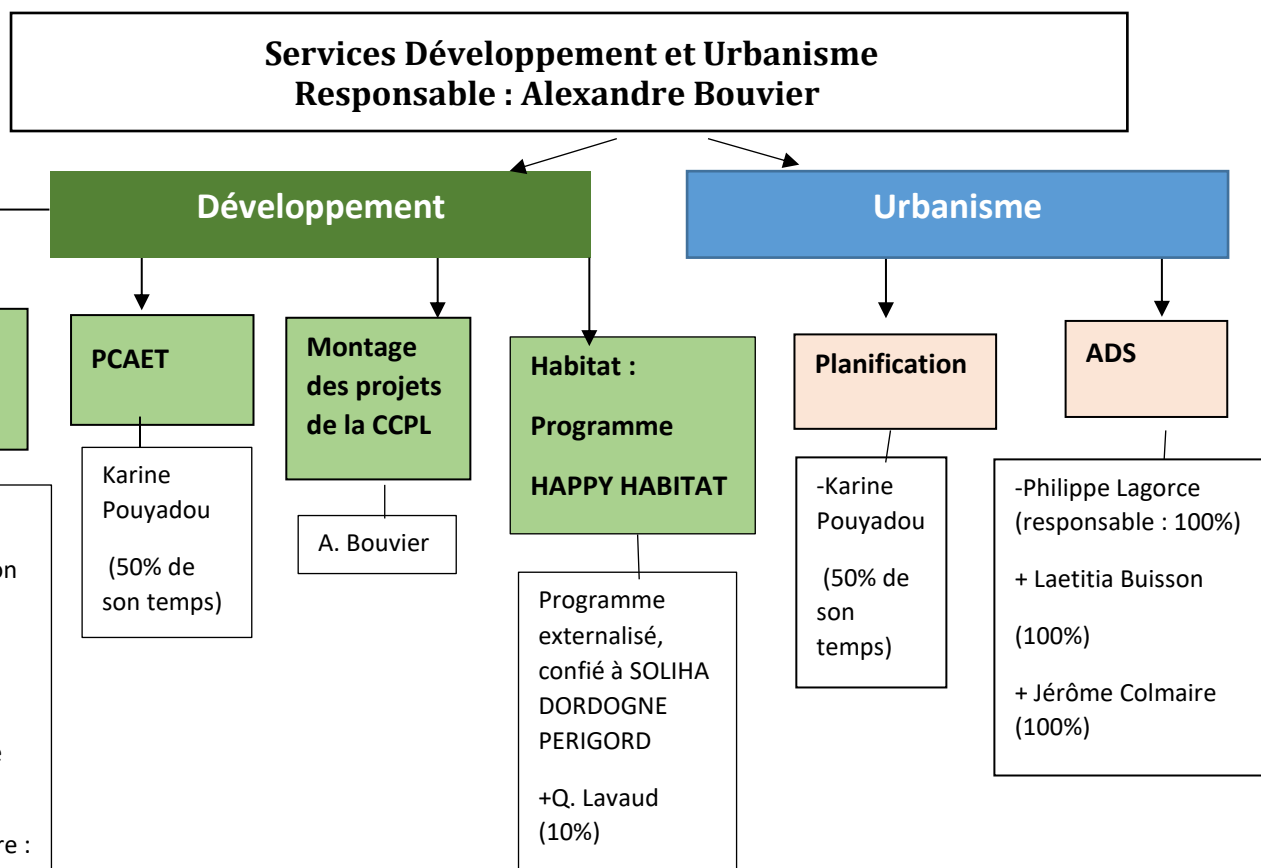 Services Développement et Urbanisme
Responsable : Alexandre Bouvier
Développement
Urbanisme
PCAET
Karine
Pouyadou
(50% de
son temps)
Montage
des projets
de la CCPL
A. Bouvier
Habitat :
Programme
HAPPY HABITAT
Programme
externalisé,
confié à SOLIHA
DORDOGNE
PERIGORD
+Q. Lavaud
(10%)
Planification
-Karine
Pouyadou
(50% de
son
temps)
ADS
-Philippe Lagorce
(responsable : 100%)
+ Laetitia Buisson
(100%)
+ Jérôme Colmaire
(100%)